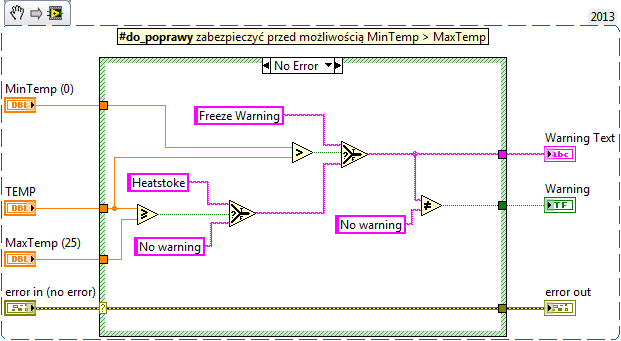 2013
#do_poprawy zabezpieczyć przed możliwością MinTemp > MaxTemp
No Error
MinTemp (0)
DBL
Freeze Warning
>
?
T
F
Warning Text
abc
Heatstoke
TEMP
DBL
≥
?
T
F
Warning
TF
No warning
No warning
≠
MaxTemp (25)
DBL
error in (no error)
?
error out